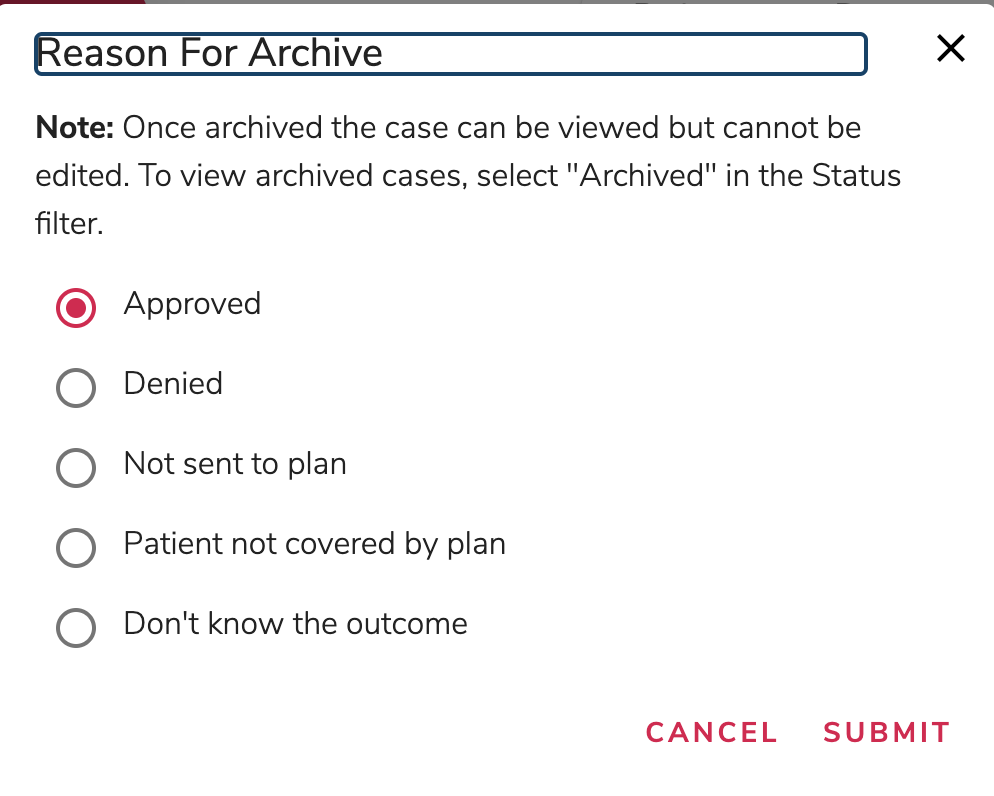 Reason For Archive
Note: Once archived the case can be viewed but cannot be
edited. To view archived cases, select "Archived" in the Status
filter.
Approved
Denied
Not sent to plan
Patient not covered by plan
Don't know the outcome
CANCEL SUBMIT